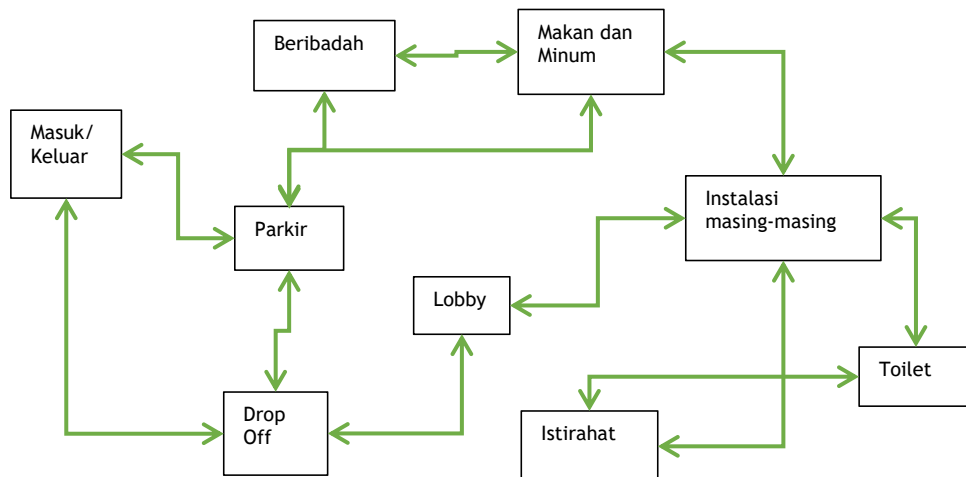 Beribadah
Makan dan
Minum
Masuk/
Keluar
Parkir
Instalasi
masing-masing
Lobby
Toilet
Drop
Off
Istirahat